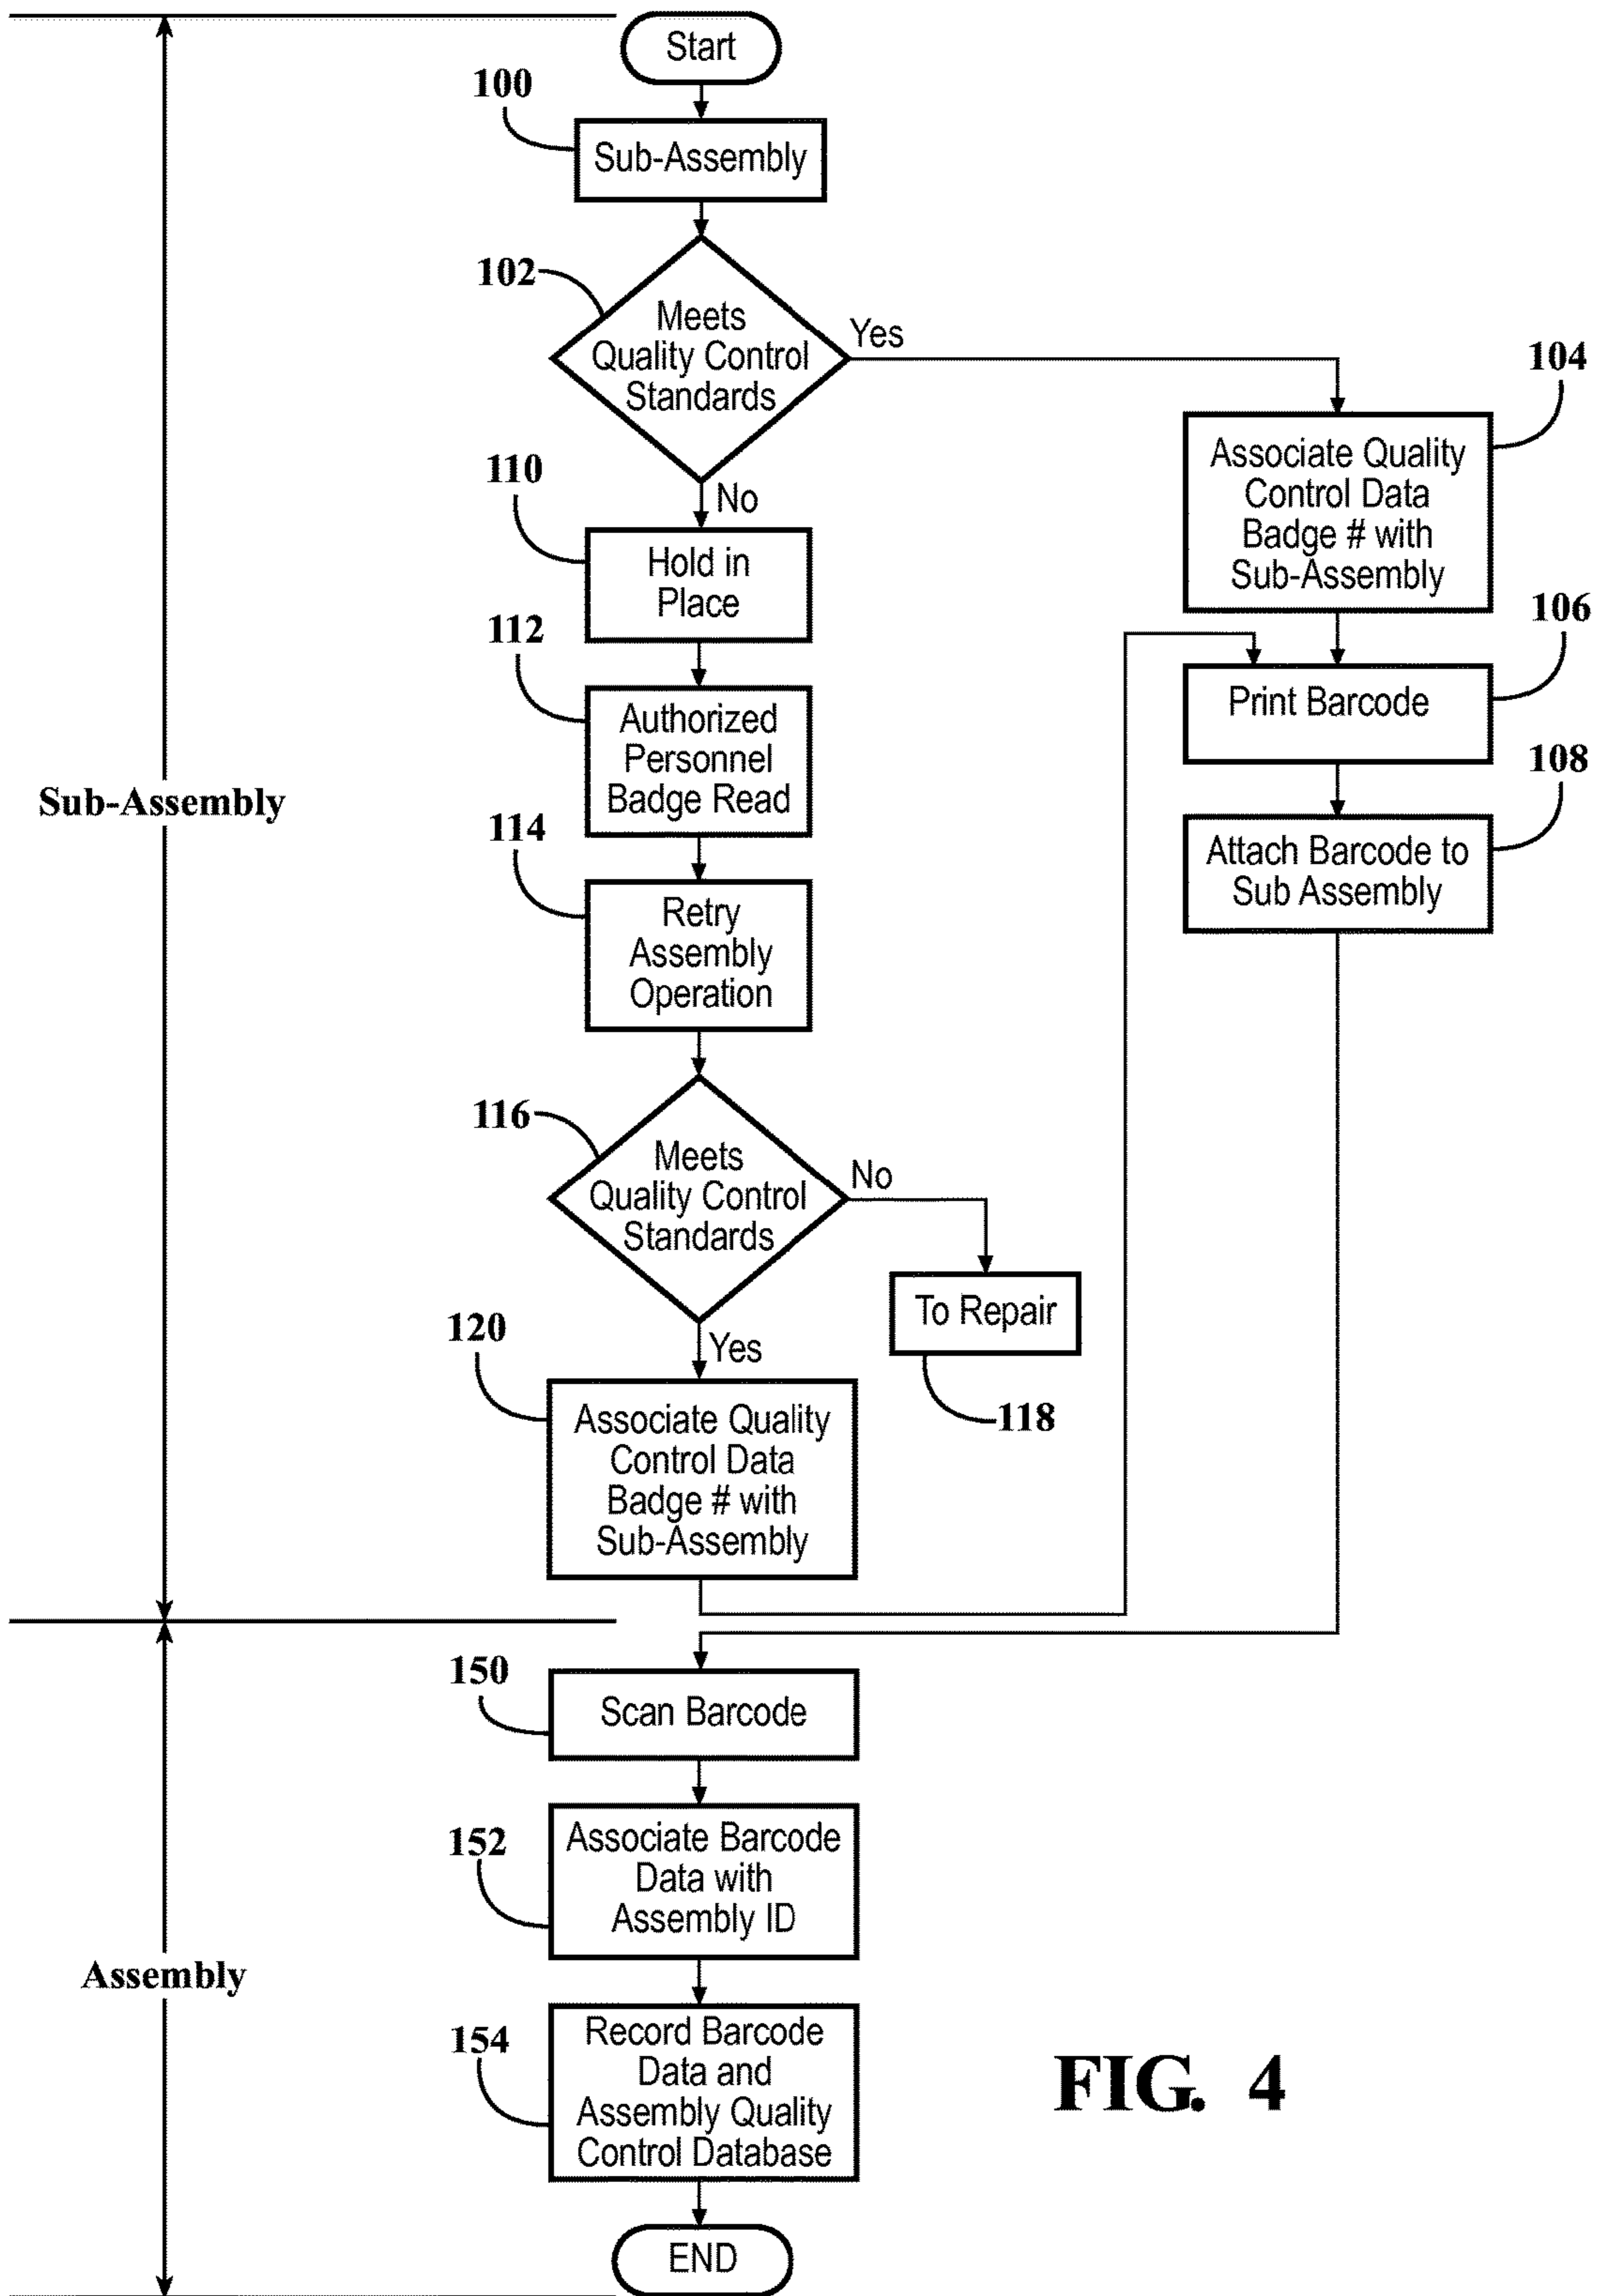 Start
100
Sub-Assembly
102
Meets
Quality Control
Standards
Yes
104
Associate Quality
Control Data
Badge # with
Sub-Assembly
No
110
Hold in
Place
106
Print Barcode
112
Authorized
Personnel
Badge Read
108
Attach Barcode to
Sub Assembly
Sub-Assembly
114
Retry
Assembly
Operation
116
Meets
Quality Control
Standards
No
To Repair
118
Yes
120
Associate Quality
Control Data
Badge # with
Sub-Assembly
150
Scan Barcode
152
Associate Barcode
Data with
Assembly ID
Assembly
154
Record Barcode
Data and
Assembly Quality
Control Database
END
FIG. 4